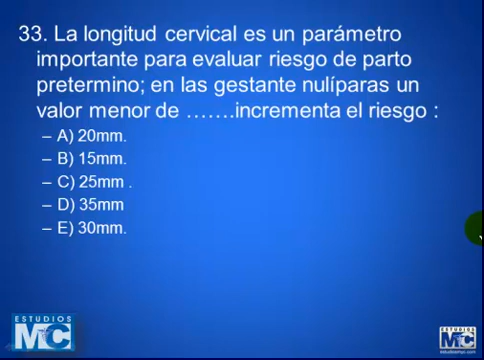 33. La longitud cervical es un parámetro
importante para evaluar riesgo de parto
pretermino; en las gestante nulíparas un
valor menor de …….incrementa el riesgo :
– A) 20mm.
– B) 15mm.
– C) 25mm .
– D) 35mm
– E) 30mm.
ESTUDIOS
MC
ESTUDIOS
MC